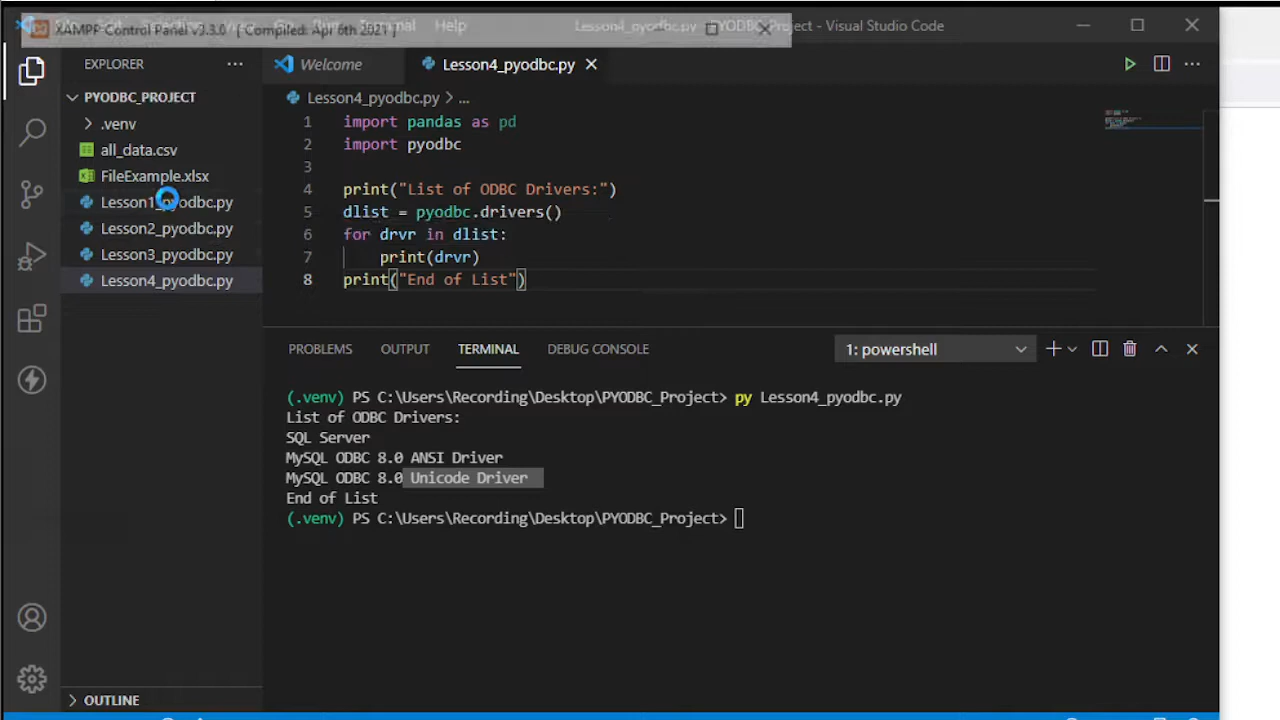 XAMPP Control Panel v3.3.0 [ Compiled: Apr 6th 2021 ]
Terminal Help
Lesson4_pyodbc.py - PYODBC_Project - Visual Studio Code
EXPLORER
Welcome
Lesson4_pyodbc.py
PYODBC_PROJECT
.venv
all_data.csv
FileExample.xlsx
Lesson1_pyodbc.py
Lesson2_pyodbc.py
Lesson3_pyodbc.py
Lesson4_pyodbc.py
Lesson4_pyodbc.py > ...
1 import pandas as pd
2 import pyodbc
3
4 print("List of ODBC Drivers:")
5 dlist = pyodbc.drivers()
6 for drvr in dlist:
7 print(drvr)
8 print("End of List")
PROBLEMS OUTPUT TERMINAL DEBUG CONSOLE 1: powershell
(.venv) PS C:\Users\Recording\Desktop\PYODBC_Project> py Lesson4_pyodbc.py
List of ODBC Drivers:
SQL Server
MySQL ODBC 8.0 ANSI Driver
MySQL ODBC 8.0 Unicode Driver
End of List
(.venv) PS C:\Users\Recording\Desktop\PYODBC_Project>
OUTLINE